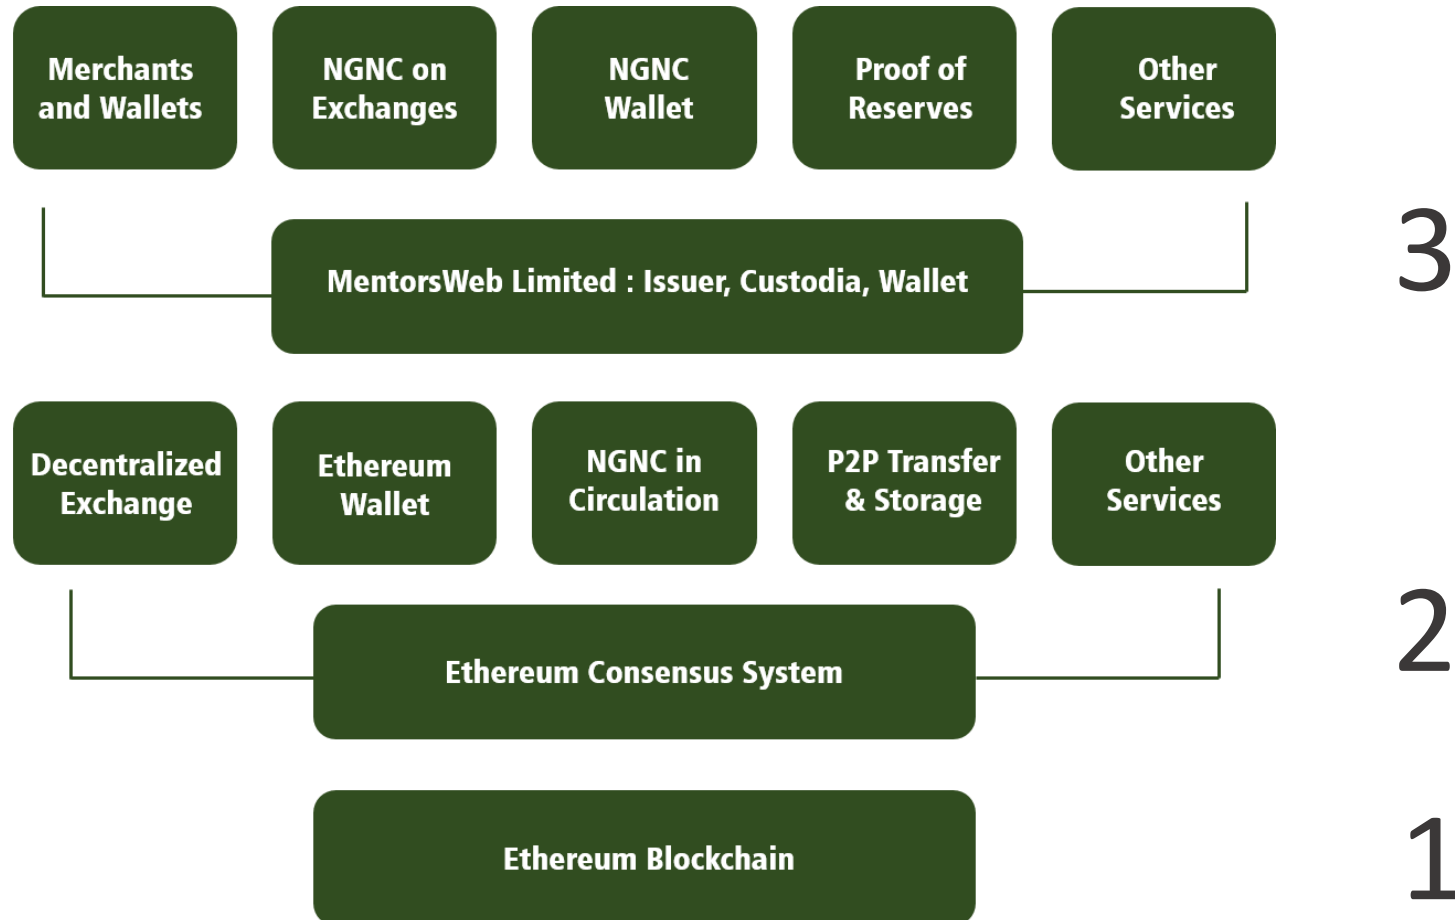 Merchants
and Wallets
NGNC on
Exchanges
NGNC
Wallet
Proof of
Reserves
Other
Services
MentorsWeb Limited : Issuer, Custodia, Wallet
3
Decentralized
Exchange
Ethereum
Wallet
NGNC in
Circulation
P2P Transfer
& Storage
Other
Services
Ethereum Consensus System
2
Ethereum Blockchain
1